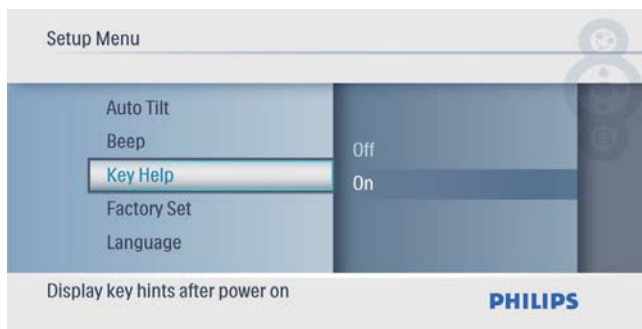 Setup Menu
Auto Tilt
Beep
Key Help
Factory Set
Language
Off
On
Display key hints after power on
PHILIPS